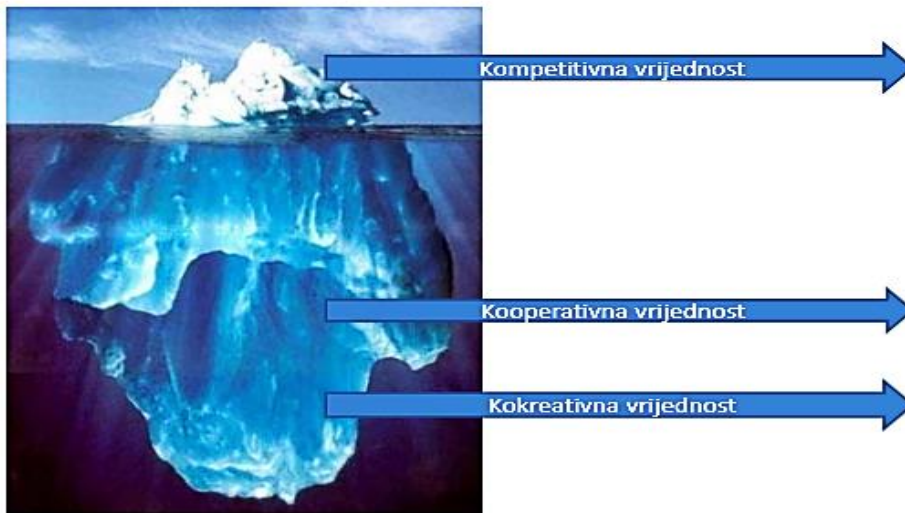 Kompetitivna vrijednost
Kooperativna vrijednost
Kokreativna vrijednost